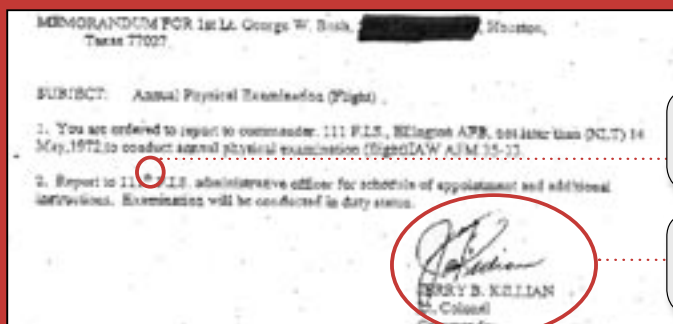 MEMORANDUM FOR 1st Lt. George W. Bush, Houston,
Texas 77027
SUBJECT: Annual Physical Examination (Flight)
1. You are ordered to report to commander, 111 F.I.S., Ellington AFB, not later than (NLT) 14
May, 1972 to conduct annual physical examination (flight) IAW AFM 35-13.
2. Report to 111th F.I.S. administrative officer for schedule of appointment and additional
instructions. Examination will be conducted in duty status.
JERRY B. KILLIAN
Colonel